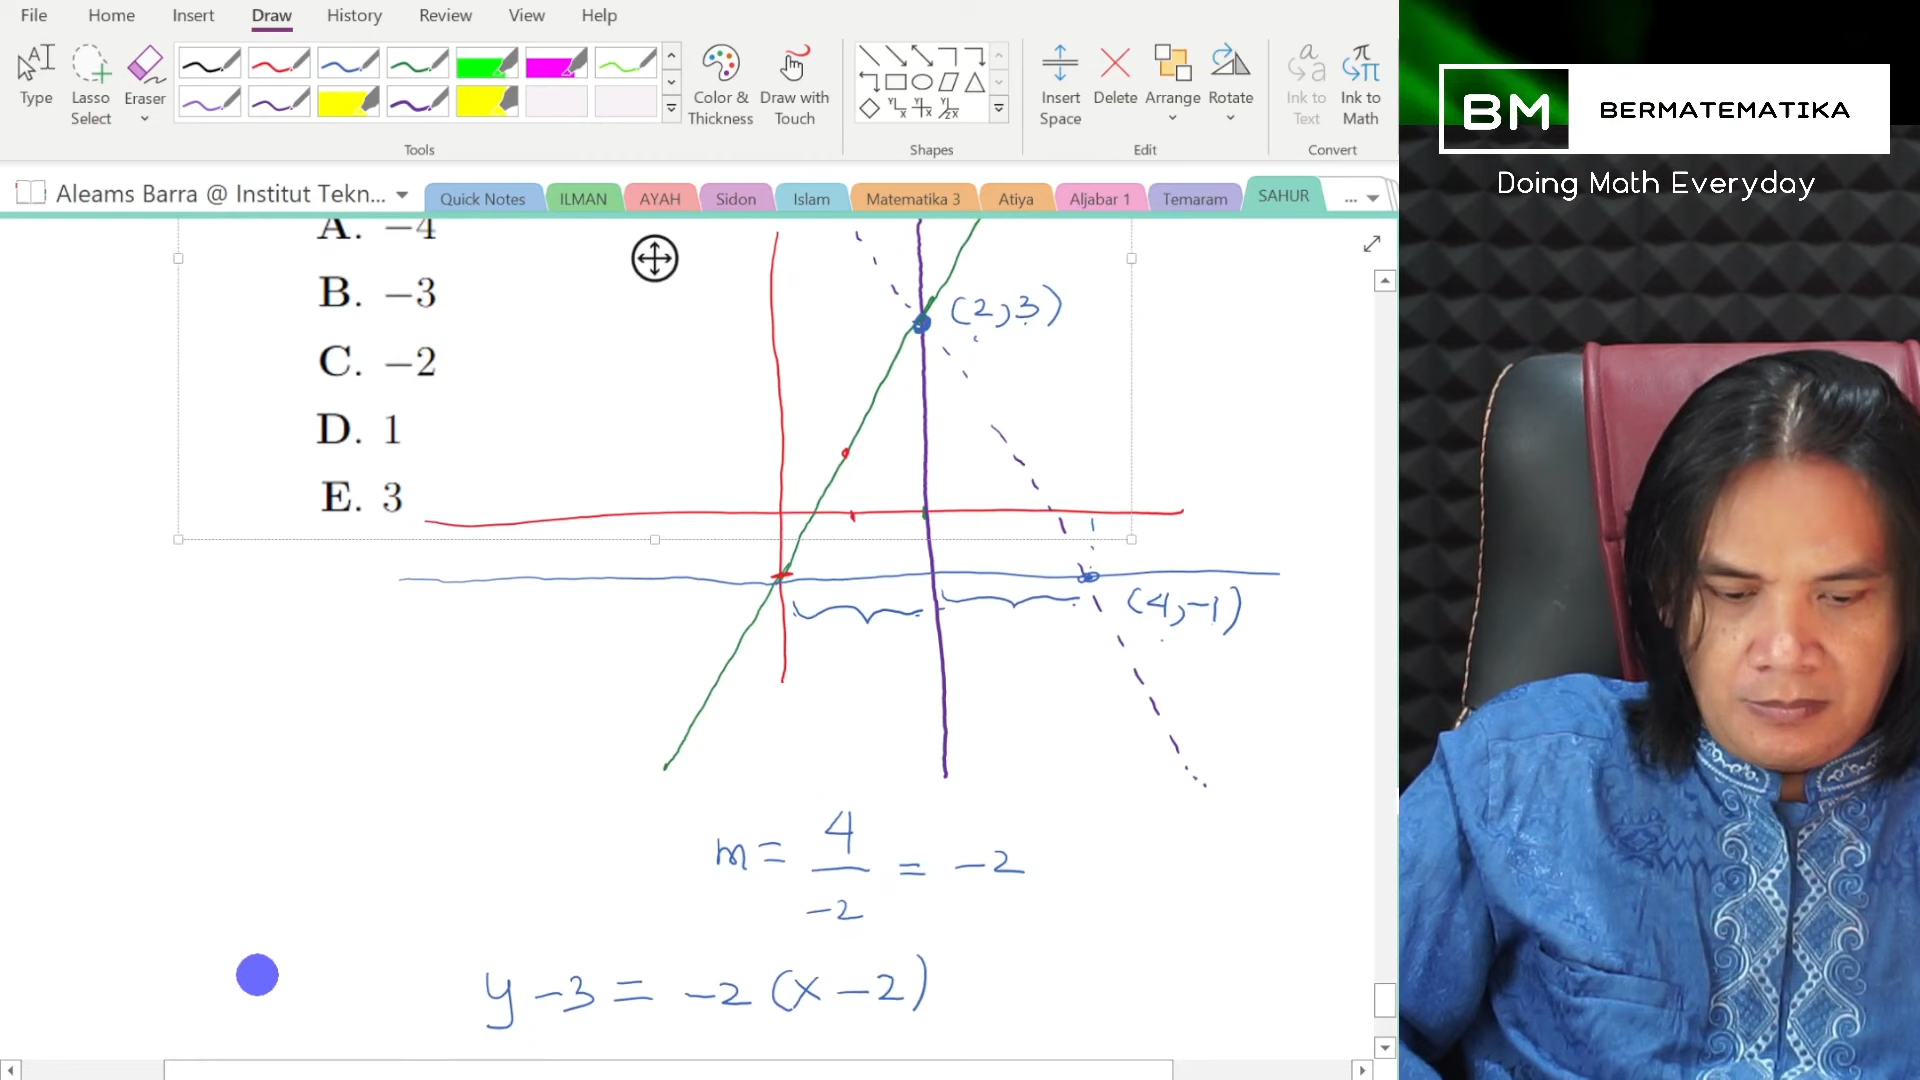 File Home Insert Draw History Review View Help
Type
Lasso Select
Eraser
Color & Thickness
Draw with Touch
Insert Space
Delete
Arrange
Rotate
Ink to Text
Ink to Math
Tools
Shapes
Edit
Convert
BM BERMATEMATIKA
Doing Math Everyday
Aleams Barra @ Institut Tekn...
Quick Notes ILMAN AYAH Sidon Islam Matematika 3 Atiya Aljabar 1 Temaram SAHUR ...
A. −4
B. −3
C. −2
D. 1
E. 3
(2,3)
(4,-1)
m = 4/-2 = -2
y - 3 = -2 (x - 2)